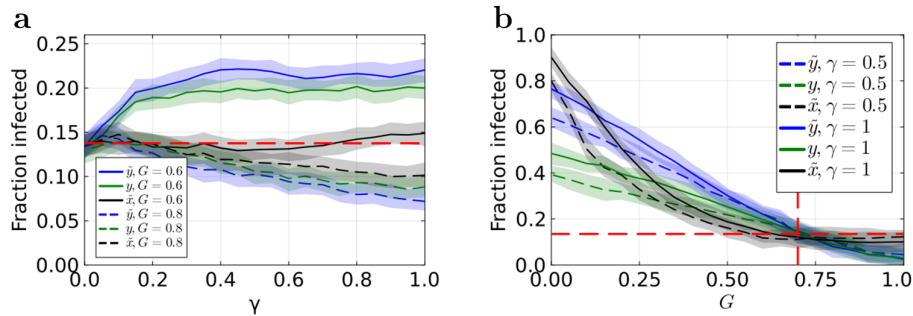 a
Fraction infected
0.25
0.20
0.15
0.10
0.05
0.00
ỹ, G = 0.6
y, G = 0.6
x̃, G = 0.6
ỹ, G = 0.8
y, G = 0.8
x̃, G = 0.8
0.0 0.2 0.4 0.6 0.8 1.0
γ
b
Fraction infected
1.0
0.8
0.6
0.4
0.2
0.0
ỹ, γ = 0.5
y, γ = 0.5
x̃, γ = 0.5
ỹ, γ = 1
y, γ = 1
x̃, γ = 1
0.00 0.25 0.50 0.75 1.00
G